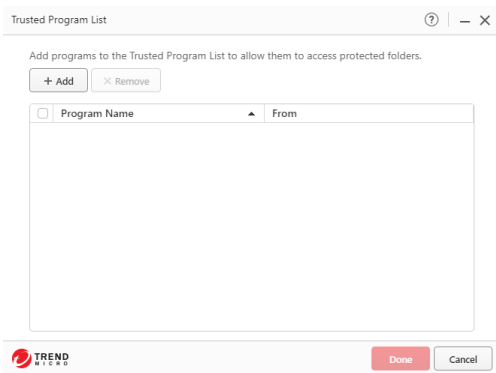 Trusted Program List
Add programs to the Trusted Program List to allow them to access protected folders.
+ Add × Remove
Program Name From
TREND
MICRO
Done Cancel